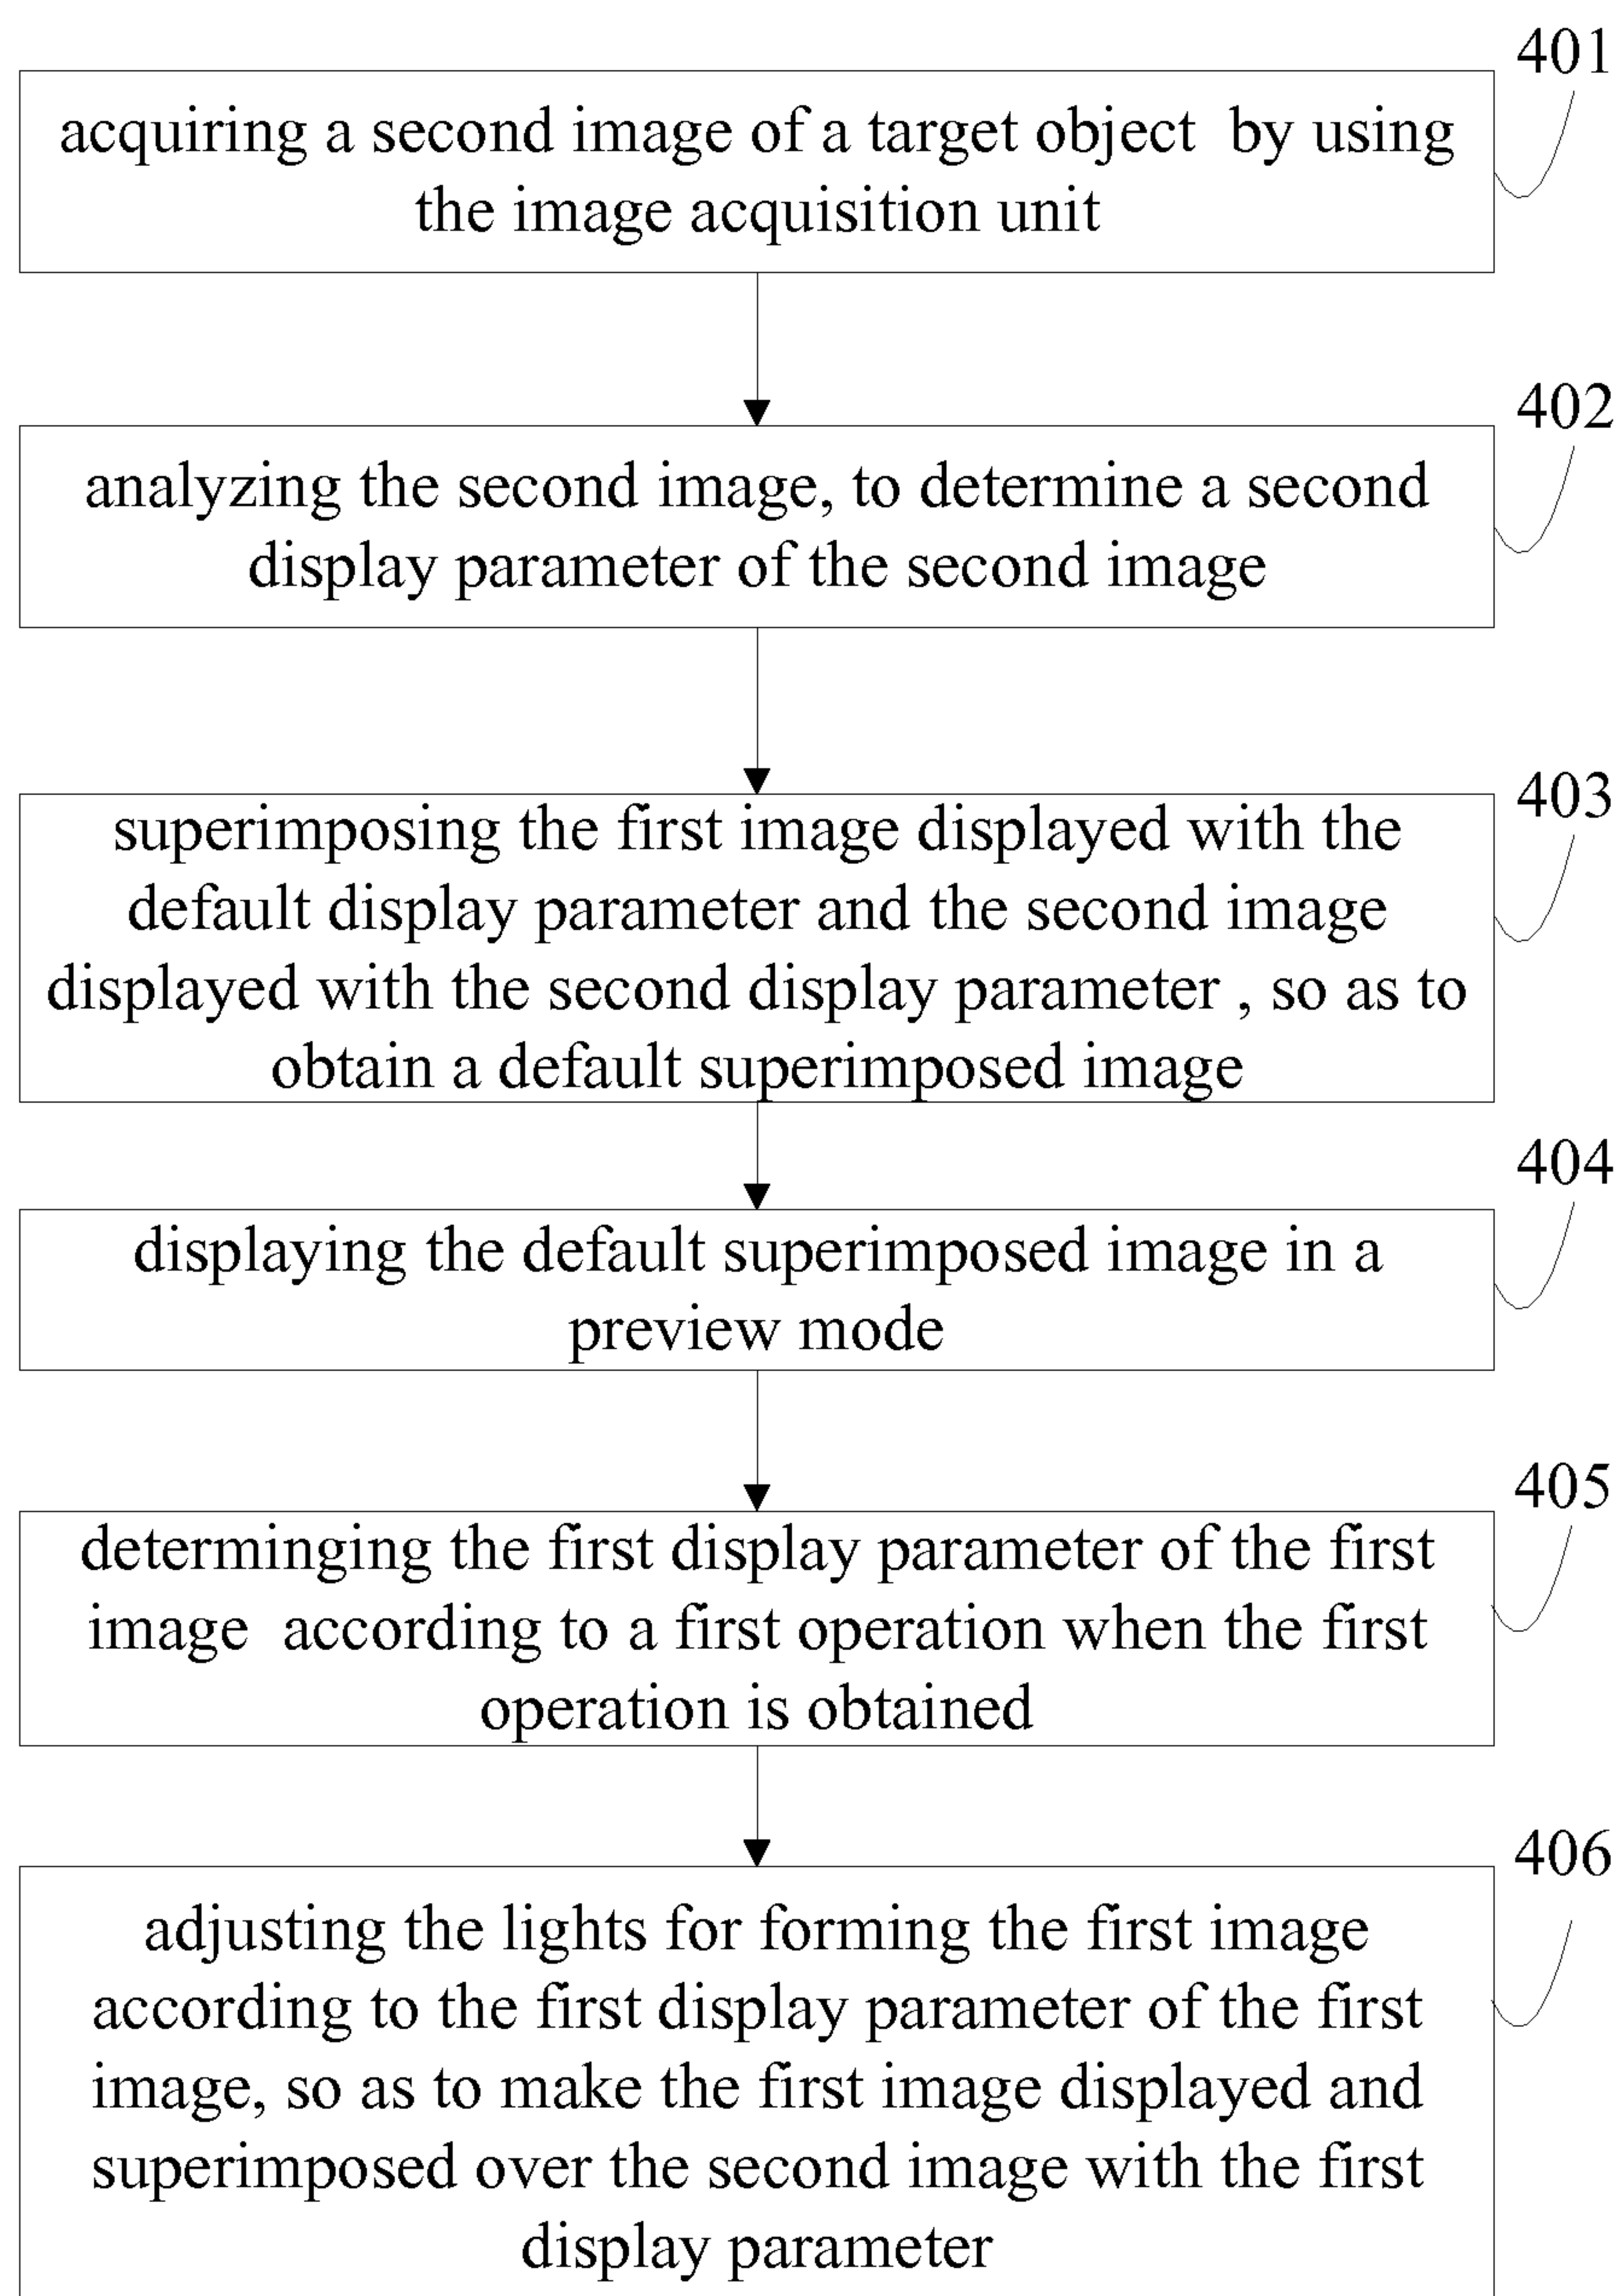 401
acquiring a second image of a target object by using
the image acquisition unit
402
analyzing the second image, to determine a second
display parameter of the second image
403
superimposing the first image displayed with the
default display parameter and the second image
displayed with the second display parameter , so as to
obtain a default superimposed image
404
displaying the default superimposed image in a
preview mode
405
determinging the first display parameter of the first
image according to a first operation when the first
operation is obtained
406
adjusting the lights for forming the first image
according to the first display parameter of the first
image, so as to make the first image displayed and
superimposed over the second image with the first
display parameter